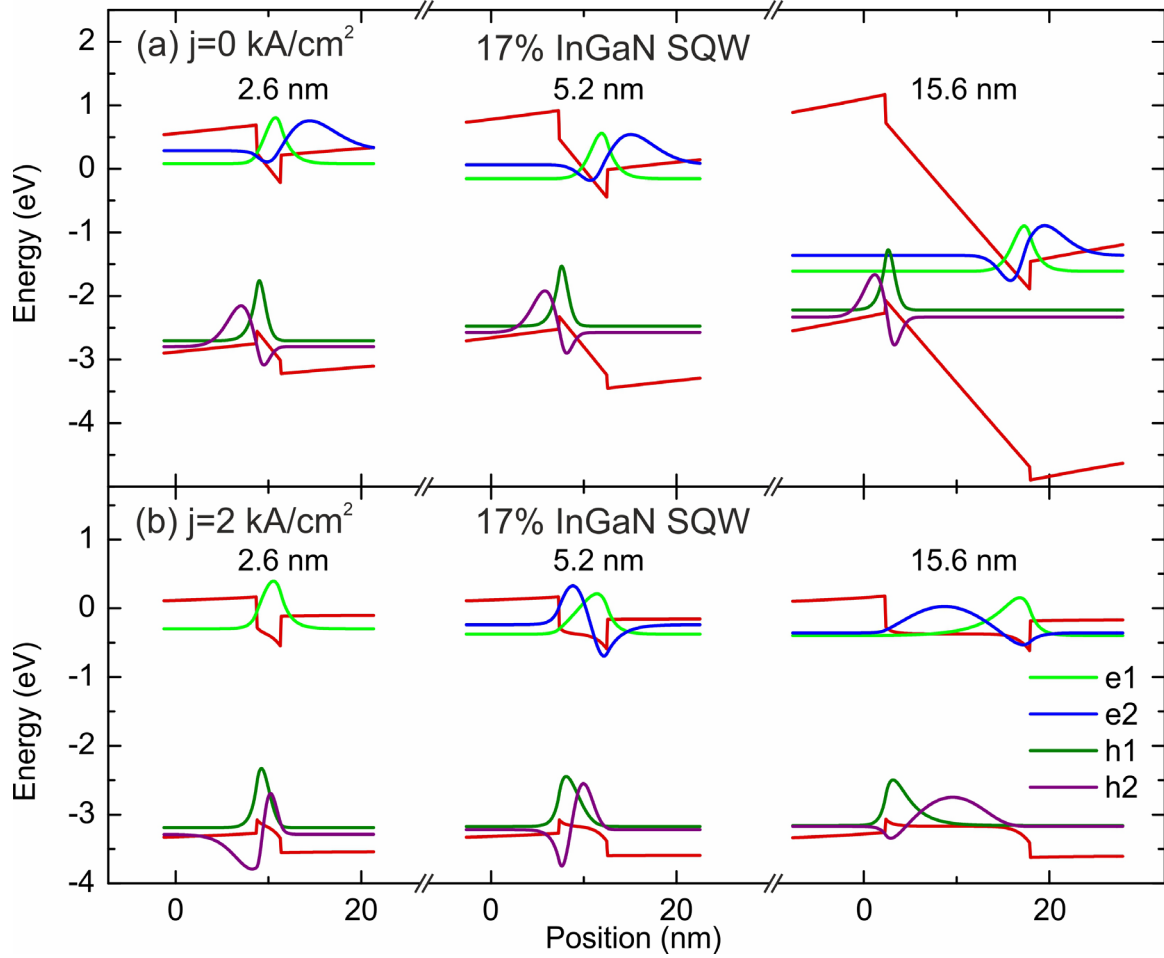 (a) j=0 kA/cm² 17% InGaN SQW
2.6 nm 5.2 nm 15.6 nm
Energy (eV)
2
1
0
-1
-2
-3
-4
(b) j=2 kA/cm² 17% InGaN SQW
2.6 nm 5.2 nm 15.6 nm
Energy (eV)
1
0
-1
-2
-3
-4
e1
e2
h1
h2
0 20 0 20 0 20
Position (nm)